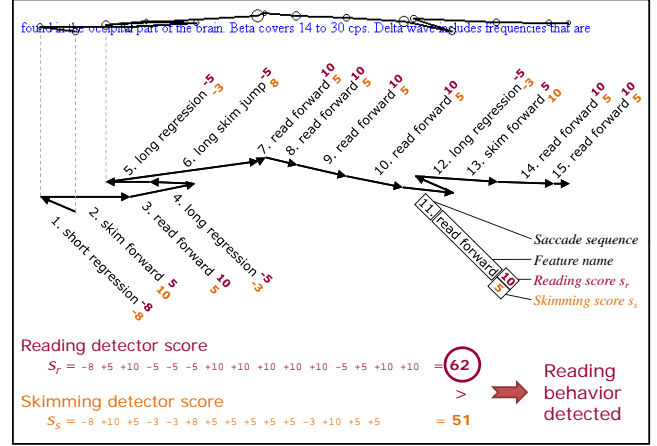 found in the occipital part of the brain. Beta covers 14 to 30 cps. Delta wave includes frequencies that are
1. short regression -8 -8
2. skim forward 5 10
3. read forward 10 5
4. long regression -5 -3
5. long regression -5 -3
6. long skim jump -5 8
7. read forward 10 5
8. read forward 10 5
9. read forward 10 5
10. read forward 10 5
11. read forward 10 5
12. long regression -5 -3
13. skim forward 5 10
14. read forward 10 5
15. read forward 10 5
Saccade sequence
Feature name
Reading score sr
Skimming score ss
Reading detector score
Sr = -8 +5 +10 -5 -5 -5 +10 +10 +10 +10 +10 -5 +5 +10 +10 = 62
>
Skimming detector score
Ss = -8 +10 +5 -3 -3 +8 +5 +5 +5 +5 +5 -3 +10 +5 +5 = 51
Reading
behavior
detected